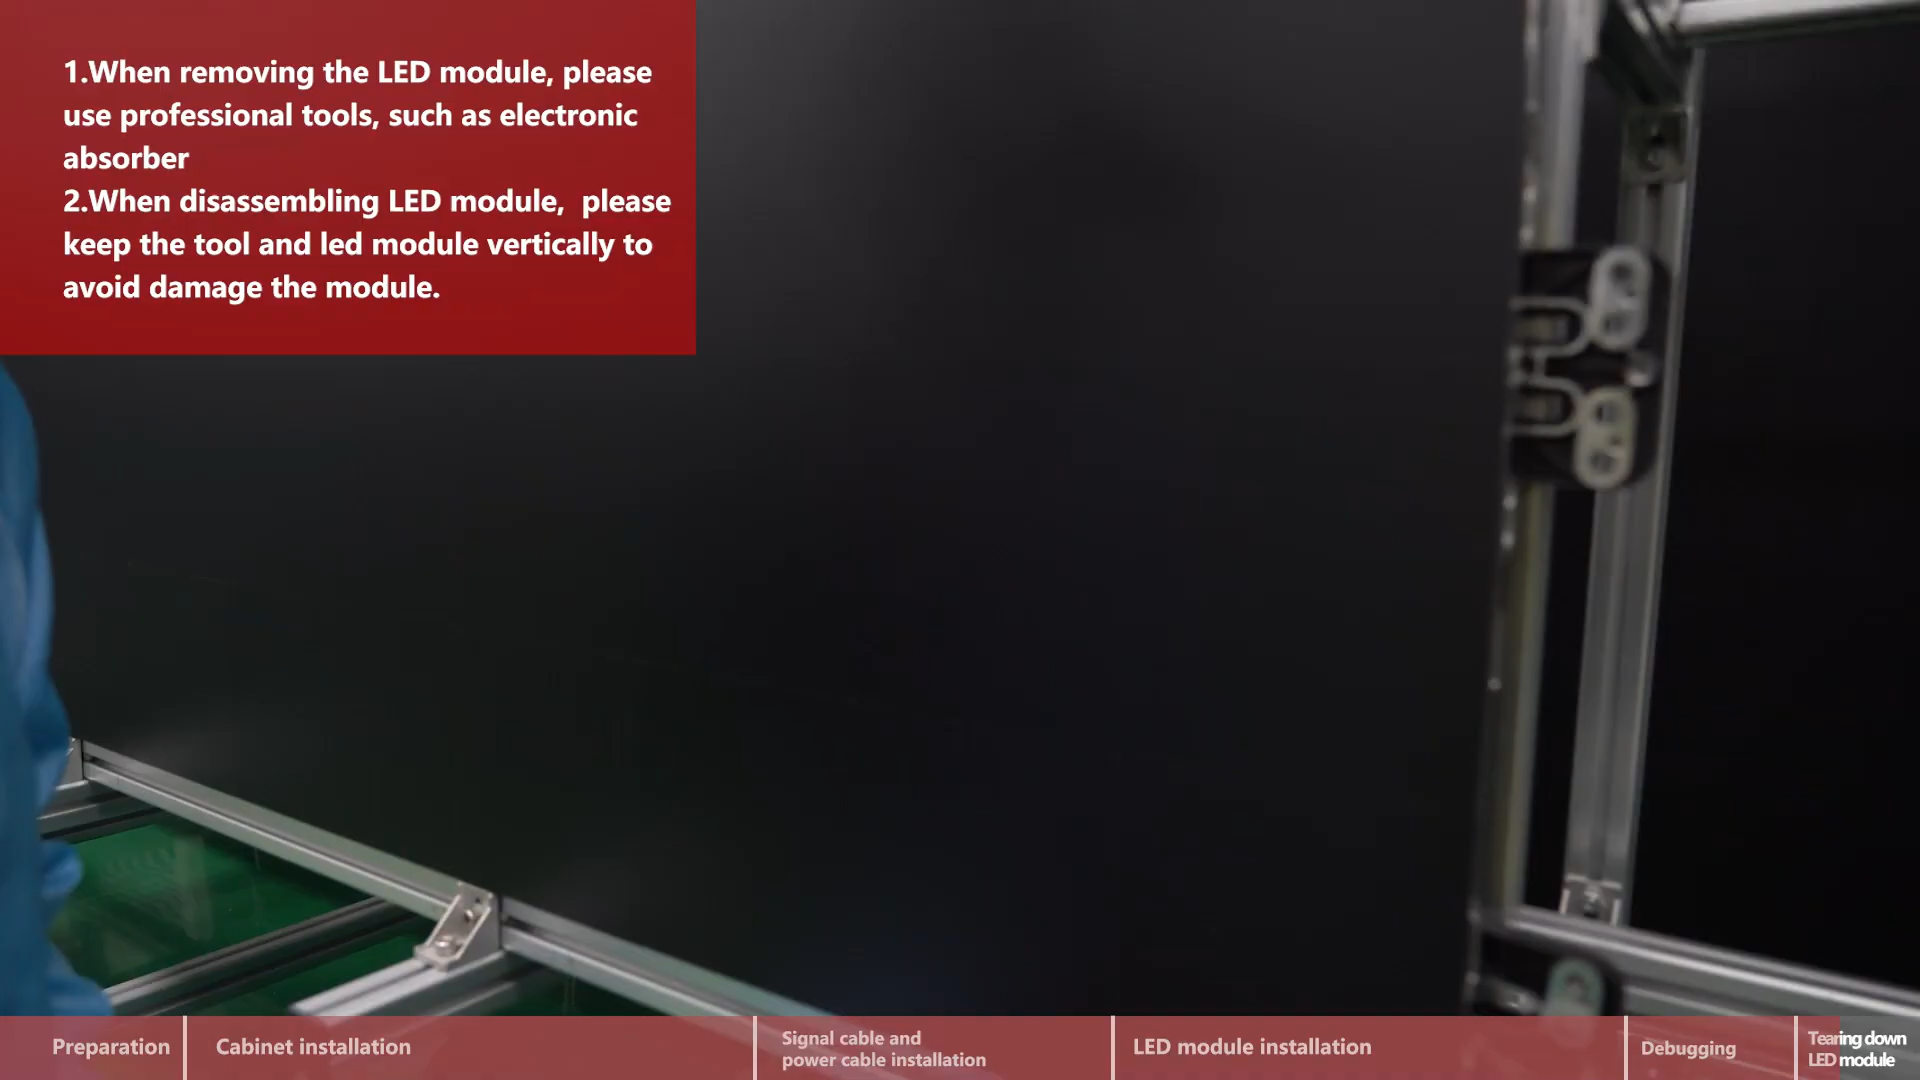 1.When removing the LED module, please
use professional tools, such as electronic
absorber
2.When disassembling LED module,  please
keep the tool and led module vertically to
avoid damage the module.
Preparation
Cabinet installation
Signal cable and
power cable installation
LED module installation
Debugging
Tearing down
LED module